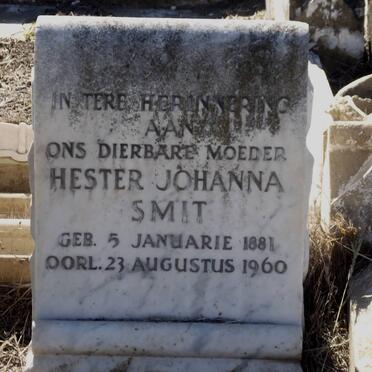 IN TERE HERINNERING
AAN
ONS DIERBARE MOEDER
HESTER JOHANNA
SMIT
GEB. 5 JANUARIE 1881
OORL. 23 AUGUSTUS 1960